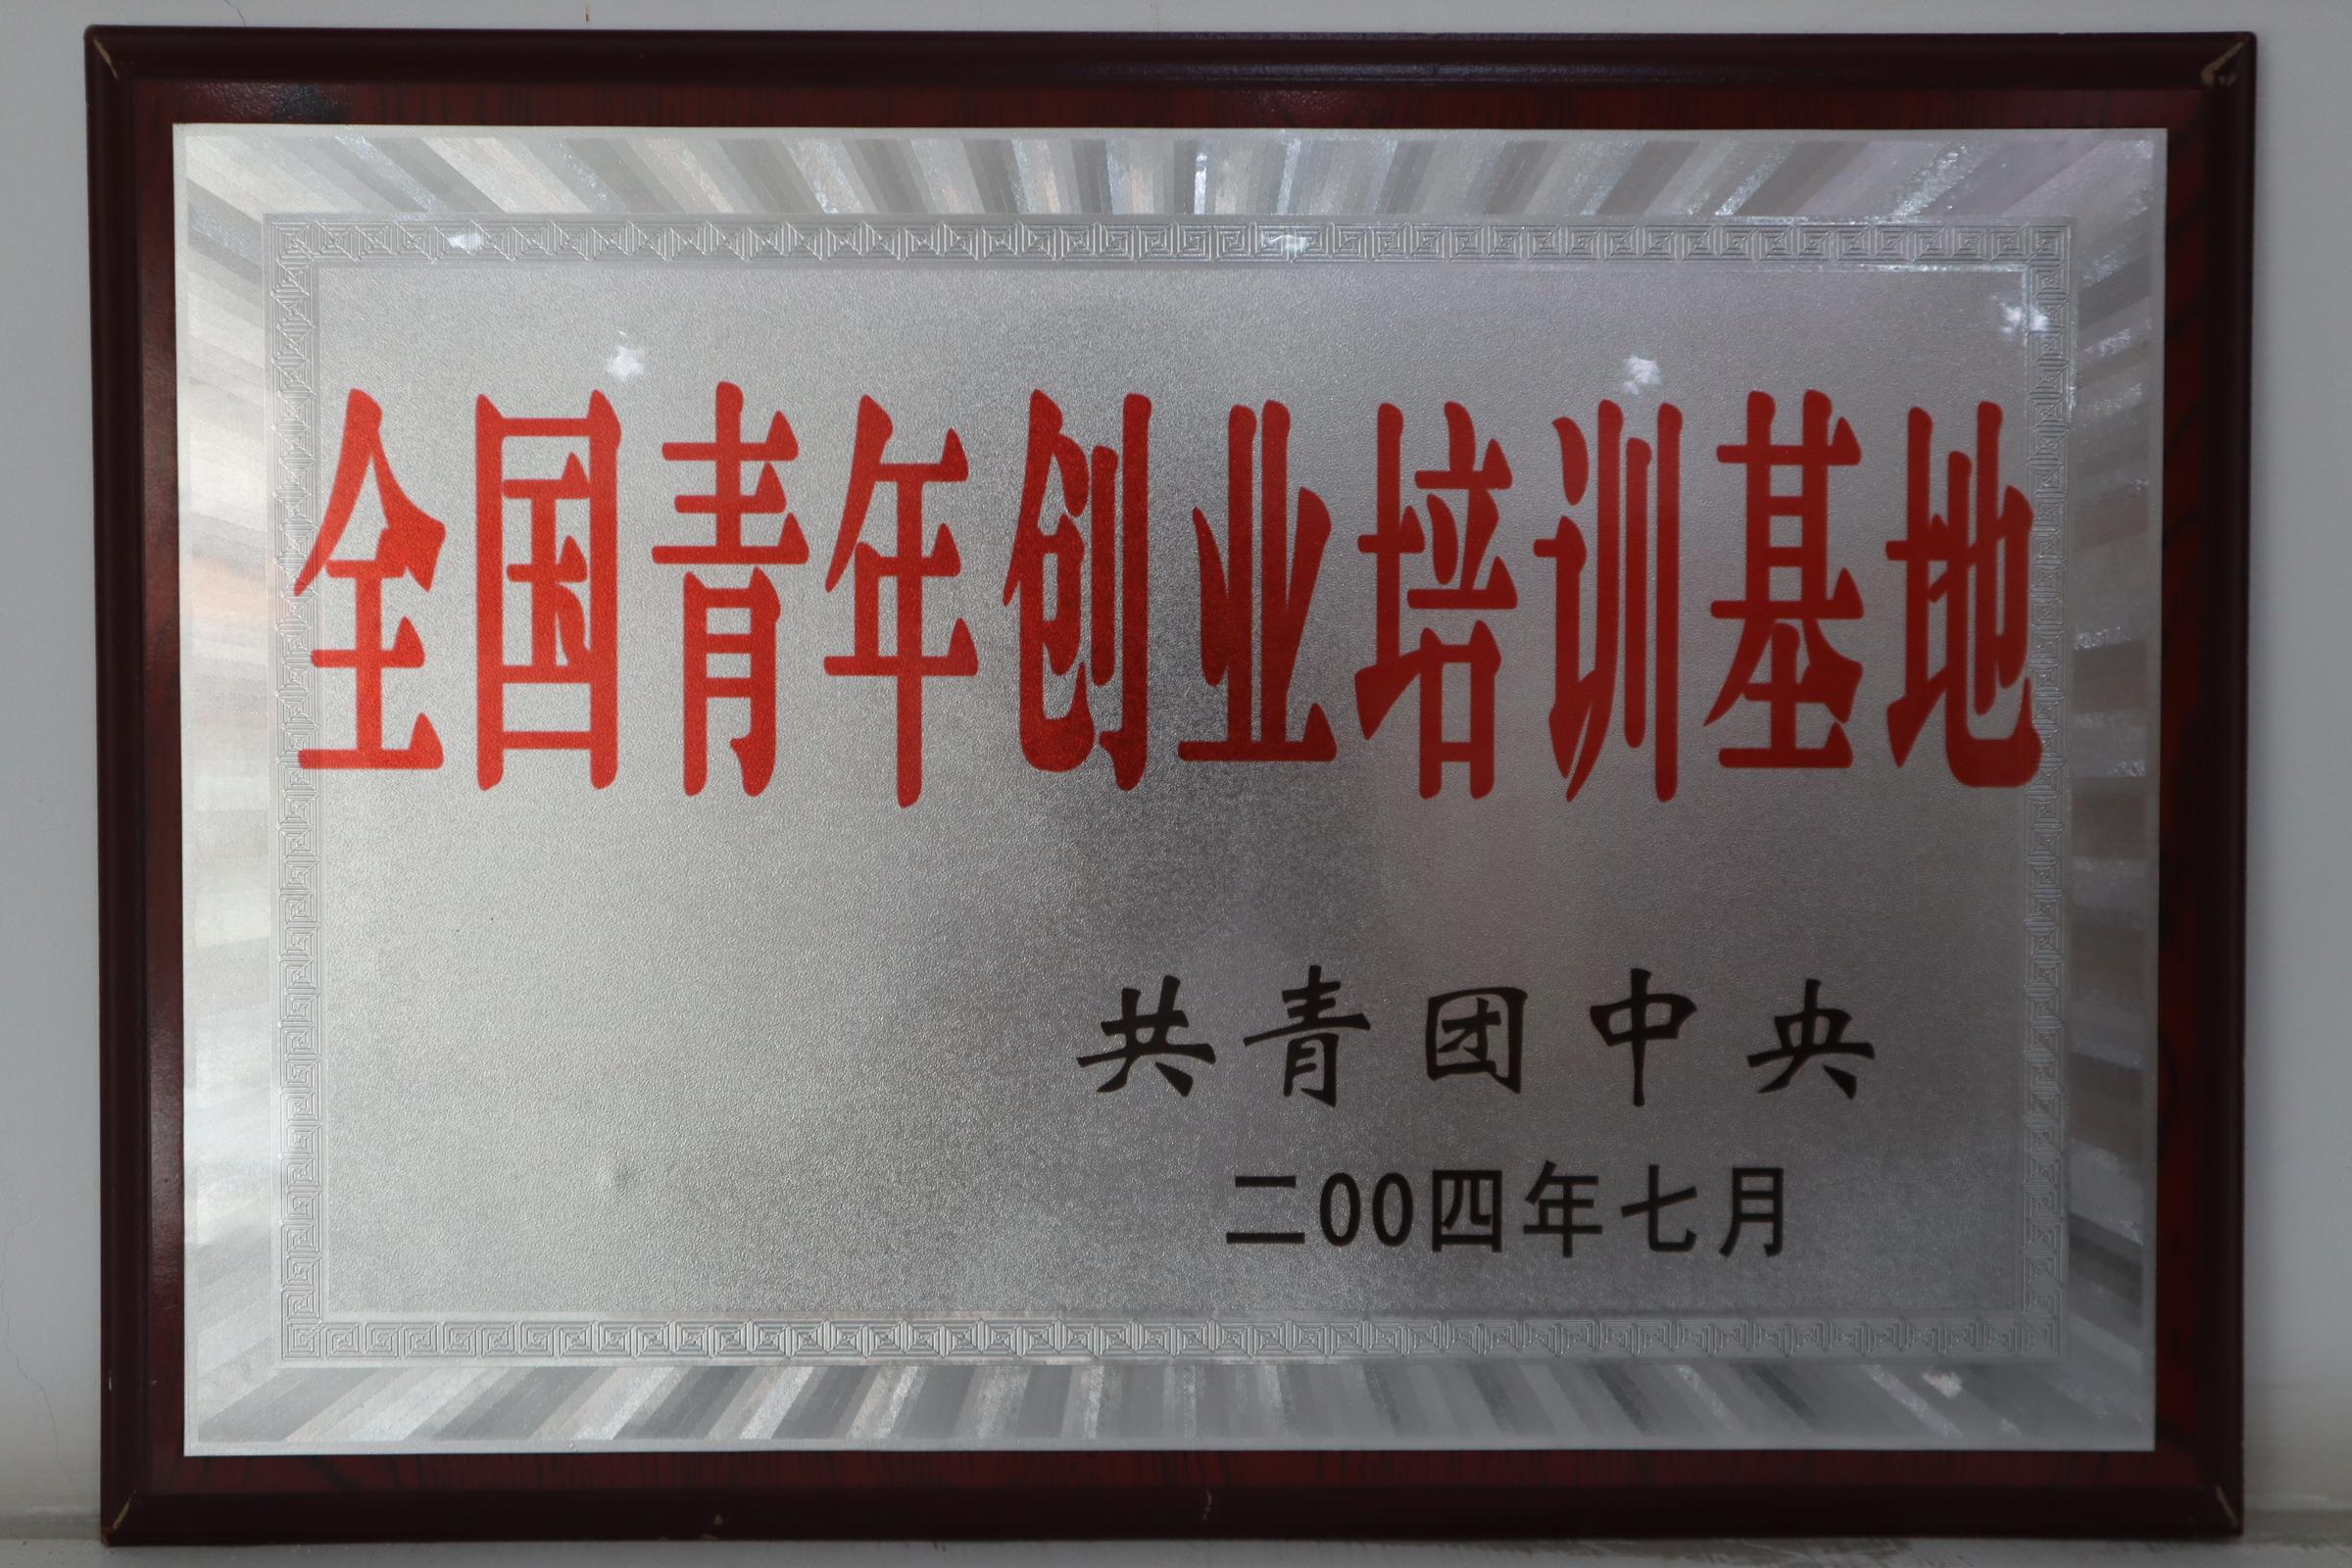 全国青年创业培训基地
共青团中央
二00四年七月